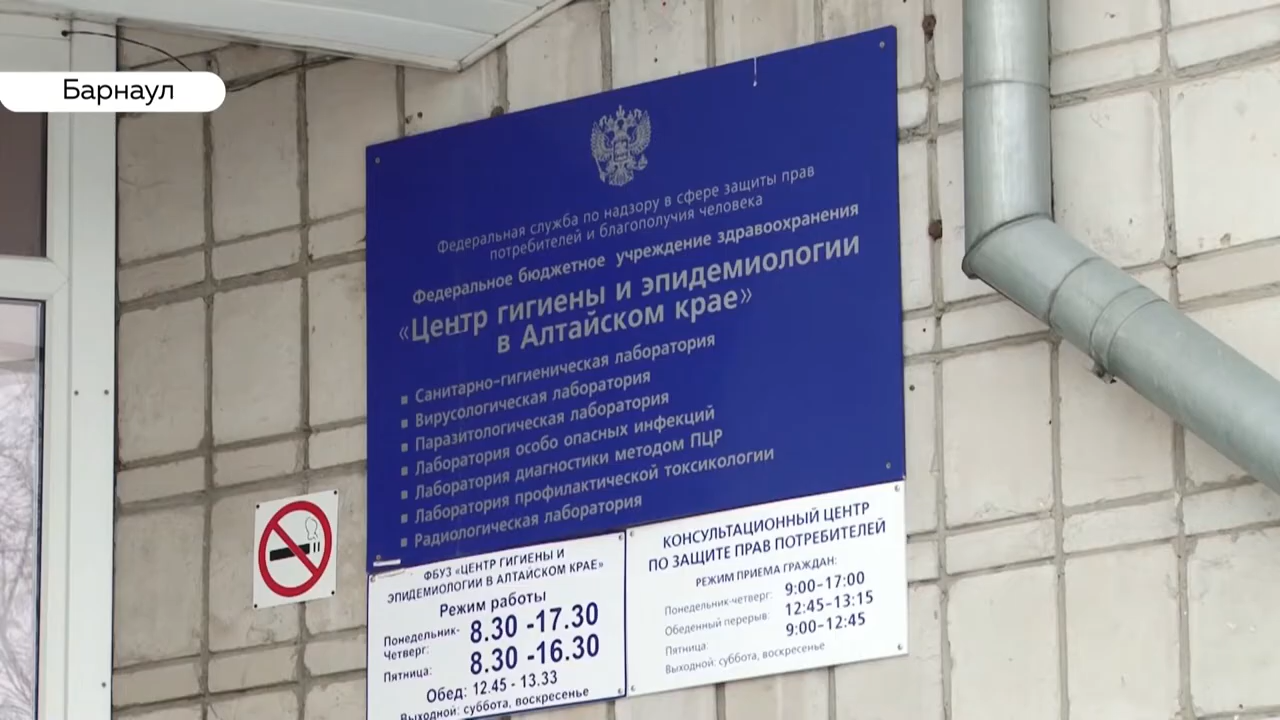 Барнаул
Федеральная служба по надзору в сфере защиты прав
потребителей и благополучия человека
Федеральное бюджетное учреждение здравоохранения
«Центр гигиены и эпидемиологии
в Алтайском крае»
▪ Санитарно-гигиеническая лаборатория
▪ Вирусологическая лаборатория
▪ Паразитологическая лаборатория
▪ Лаборатория особо опасных инфекций
▪ Лаборатория диагностики методом ПЦР
▪ Лаборатория профилактической токсикологии
▪ Радиологическая лаборатория
ФБУЗ «ЦЕНТР ГИГИЕНЫ И
ЭПИДЕМИОЛОГИИ В АЛТАЙСКОМ КРАЕ»
Режим работы
Понедельник-
Четверг: 8.30 -17.30
Пятница: 8.30 -16.30
Обед: 12.45 - 13.33
Выходной: суббота, воскресенье
КОНСУЛЬТАЦИОННЫЙ ЦЕНТР
ПО ЗАЩИТЕ ПРАВ ПОТРЕБИТЕЛЕЙ
РЕЖИМ ПРИЕМА ГРАЖДАН:
Понедельник-четверг: 9:00-17:00
Обеденный перерыв: 12:45-13:15
Пятница: 9:00-12:45
Выходной: суббота, воскресенье